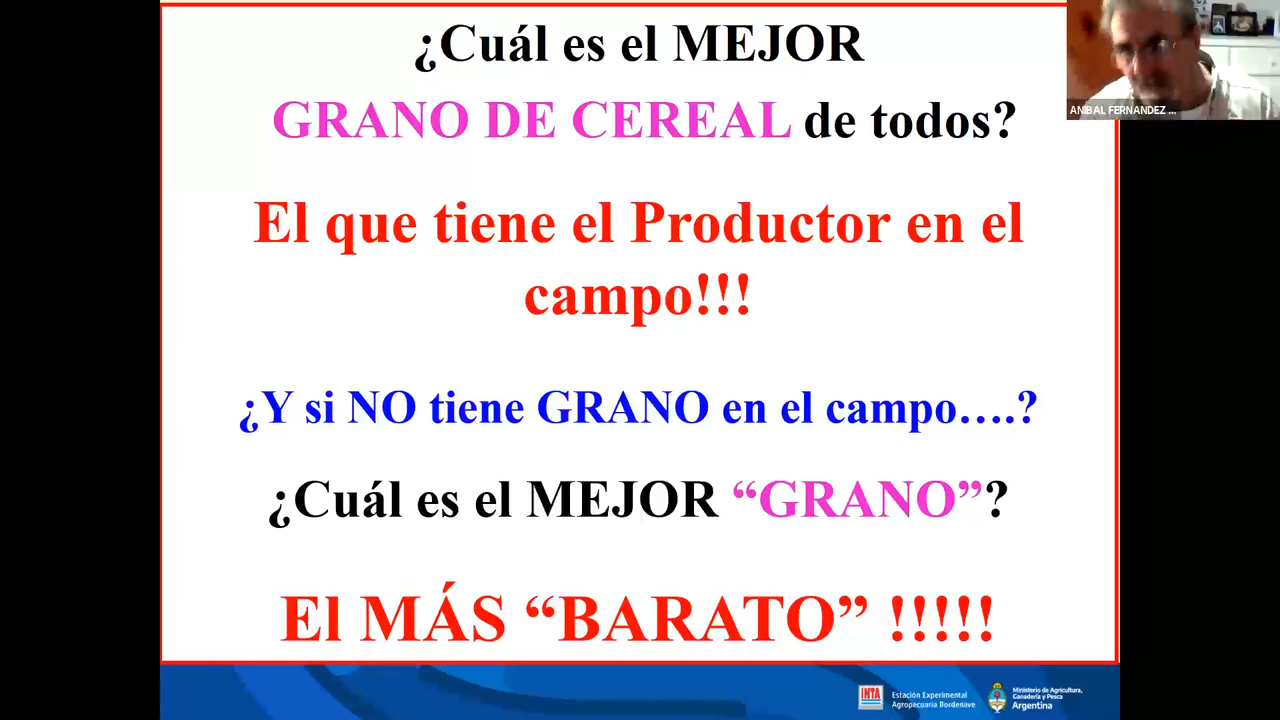 ¿Cuál es el MEJOR
GRANO DE CEREAL de todos?
El que tiene el Productor en el
campo!!!
¿Y si NO tiene GRANO en el campo….?
¿Cuál es el MEJOR “GRANO”?
El MÁS “BARATO” !!!!!
ANIBAL FERNANDEZ ...
INTA
Estación Experimental
Agropecuaria Bordenave
Ministerio de Agricultura,
Ganadería y Pesca
Argentina